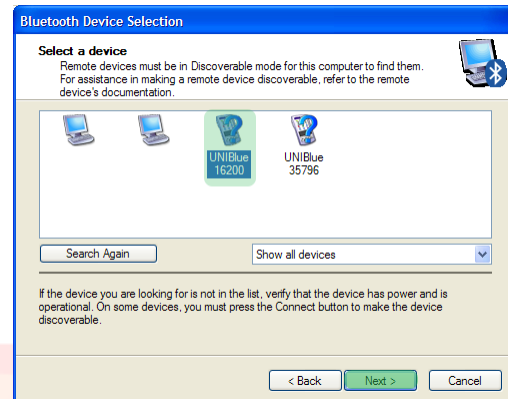 Bluetooth Device Selection
Select a device
Remote devices must be in Discoverable mode for this computer to find them.
For assistance in making a remote device discoverable, refer to the remote
device's documentation.
UNIBlue
16200
UNIBlue
35796
Search Again
Show all devices
If the device you are looking for is not in the list, verify that the device has power and is
operational. On some devices, you must press the Connect button to make the device
discoverable.
< Back
Next >
Cancel